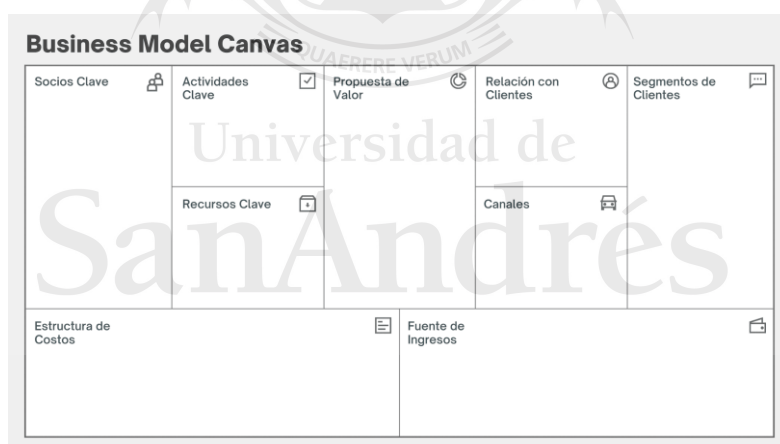 Business Model Canvas
QUAERERE VERUM
Socios Clave
Actividades
Clave
Propuesta de
Valor
Relación con
Clientes
Segmentos de
Clientes
Universidad de
SanAndrés
Recursos Clave
Canales
Estructura de
Costos
Fuente de
Ingresos